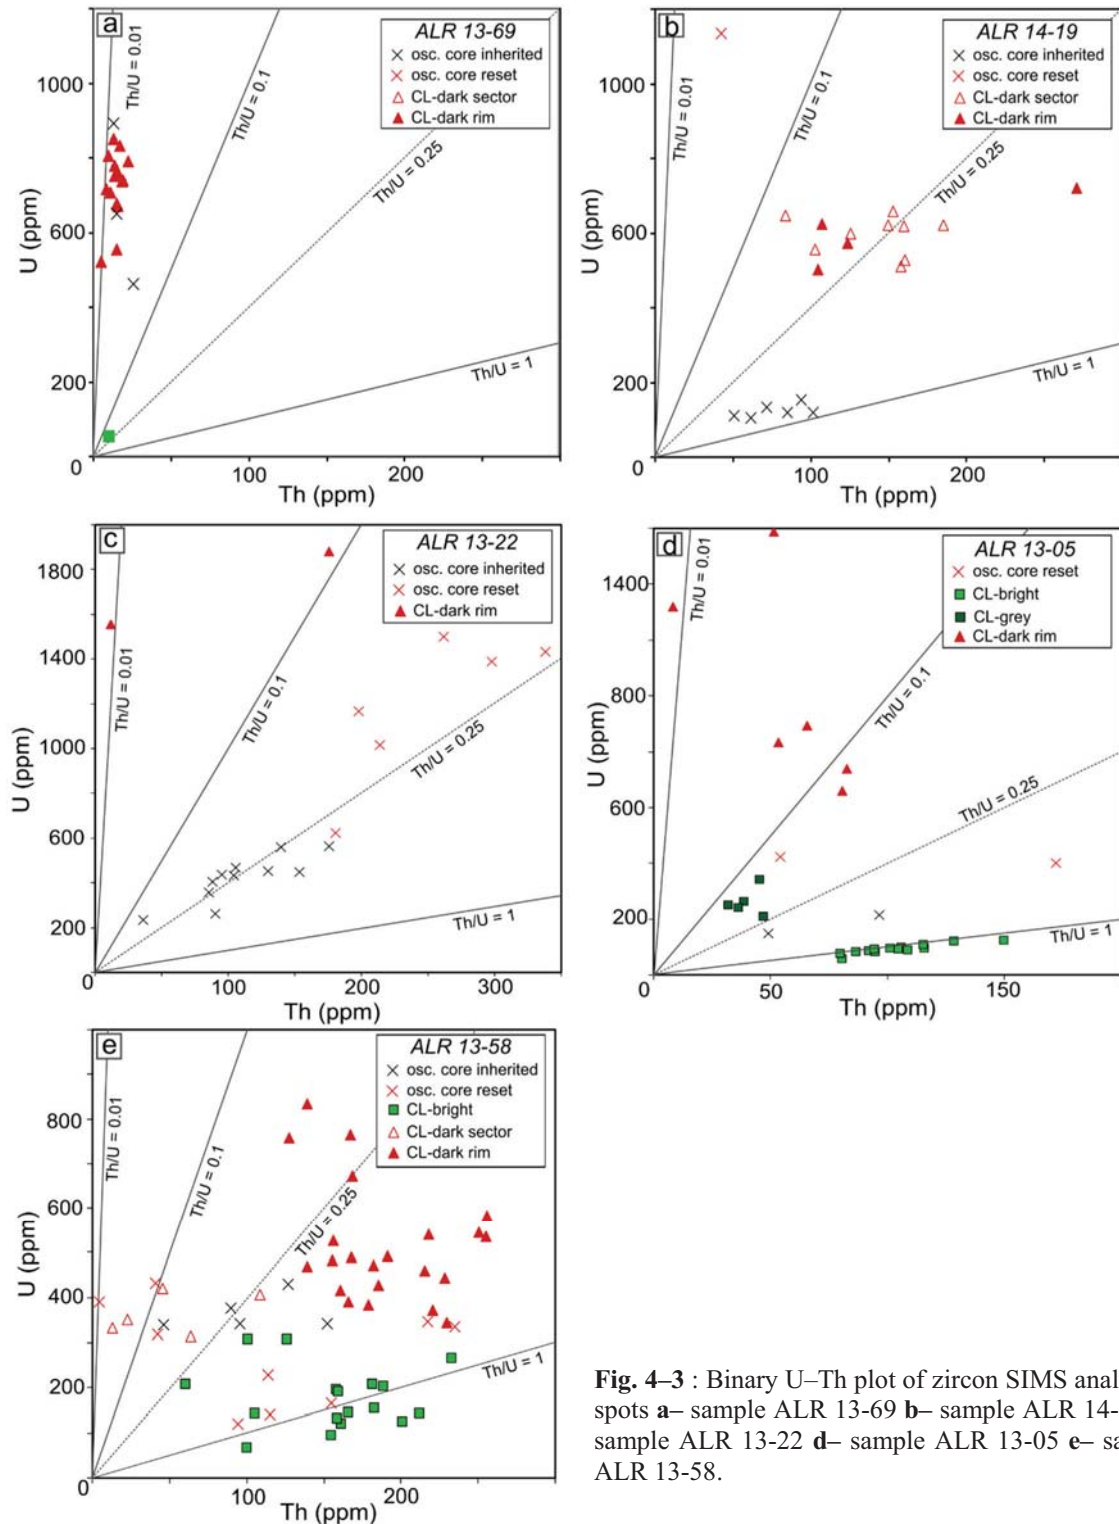 a
ALR 13-69
osc. core inherited
osc. core reset
CL-dark sector
CL-dark rim
Th/U = 0.01
Th/U = 0.1
Th/U = 0.25
Th/U = 1
1000
600
200
0
100
200
U (ppm)
Th (ppm)
b
ALR 14-19
osc. core inherited
osc. core reset
CL-dark sector
CL-dark rim
Th/U = 0.01
Th/U = 0.1
Th/U = 0.25
Th/U = 1
1000
600
200
0
100
200
U (ppm)
Th (ppm)
c
ALR 13-22
osc. core inherited
osc. core reset
CL-dark rim
Th/U = 0.01
Th/U = 0.1
Th/U = 0.25
Th/U = 1
1800
1400
1000
600
200
0
100
200
300
U (ppm)
Th (ppm)
d
ALR 13-05
osc. core reset
CL-bright
CL-grey
CL-dark rim
Th/U = 0.01
Th/U = 0.1
Th/U = 0.25
Th/U = 1
1400
800
600
200
0
50
150
U (ppm)
Th (ppm)
e
ALR 13-58
osc. core inherited
osc. core reset
CL-bright
CL-dark sector
CL-dark rim
Th/U = 0.01
Th/U = 0.1
Th/U = 0.25
Th/U = 1
800
600
400
200
0
100
200
U (ppm)
Th (ppm)
Fig. 4–3 : Binary U–Th plot of zircon SIMS anal
spots a– sample ALR 13-69 b– sample ALR 14-
sample ALR 13-22 d– sample ALR 13-05 e– sa
ALR 13-58.